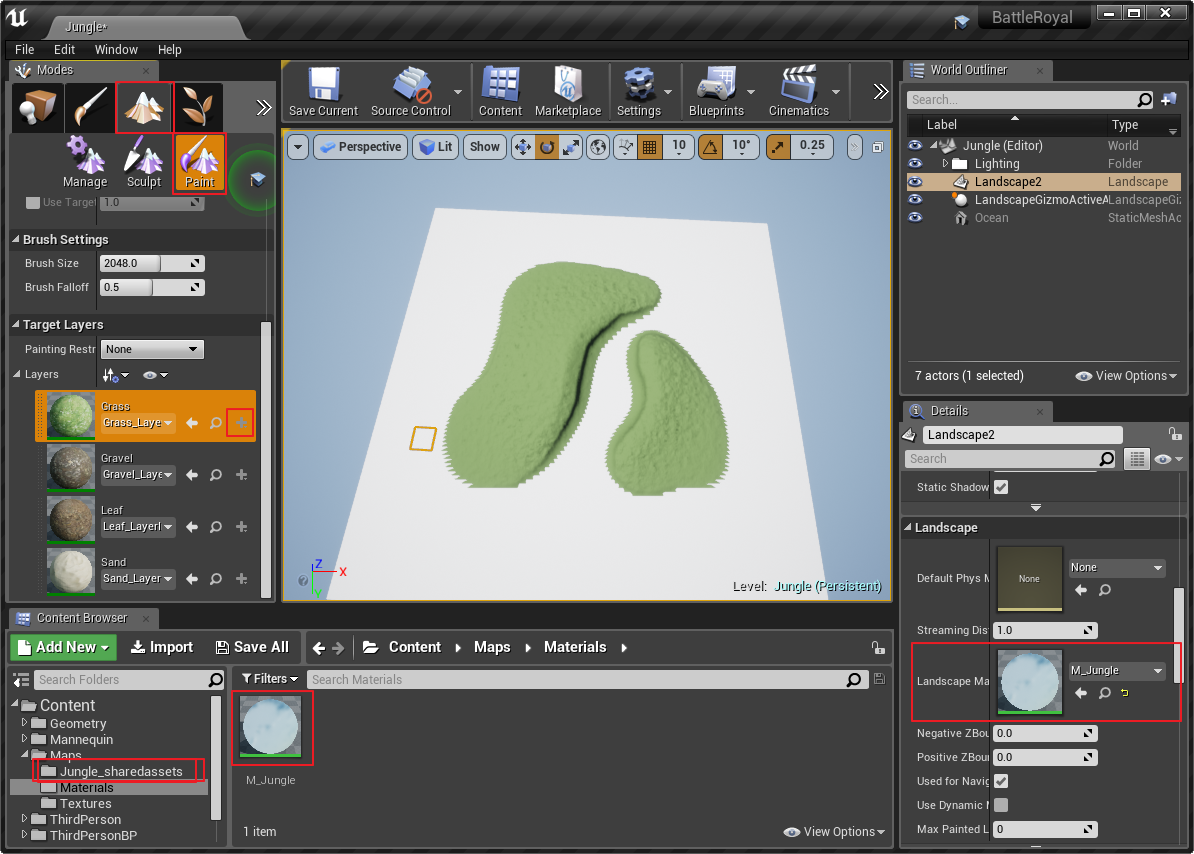 Jungle*
BattleRoyal
File Edit Window Help
Modes
Manage Sculpt Paint
Use Target 1.0
Brush Settings
Brush Size 2048.0
Brush Falloff 0.5
Target Layers
Painting Restr None
Layers
Grass
Grass_Laye
Gravel
Gravel_Laye
Leaf
Leaf_LayerI
Sand
Sand_Layer
Save Current Source Control Content Marketplace Settings Blueprints Cinematics
Perspective Lit Show 10 10° 0.25
Z
X
Y
Level: Jungle (Persistent)
World Outliner
Search...
Label Type
Jungle (Editor) World
Lighting Folder
Landscape2 Landscape
LandscapeGizmoActiveA LandscapeGi
Ocean StaticMeshAc
7 actors (1 selected) View Options
Details
Landscape2
Search
Static Shadow
Landscape
Default Phys M None None
Streaming Dis 1.0
Landscape Ma M_Jungle
Negative ZBou 0.0
Positive ZBour 0.0
Used for Navig
Use Dynamic M
Max Painted L 0
Content Browser
Add New Import Save All Content Maps Materials
Search Folders
Filters Search Materials
Content
Geometry
Mannequin
Maps
Jungle_sharedassets
Materials
Textures
ThirdPerson
ThirdPersonBP
M_Jungle
1 item View Options